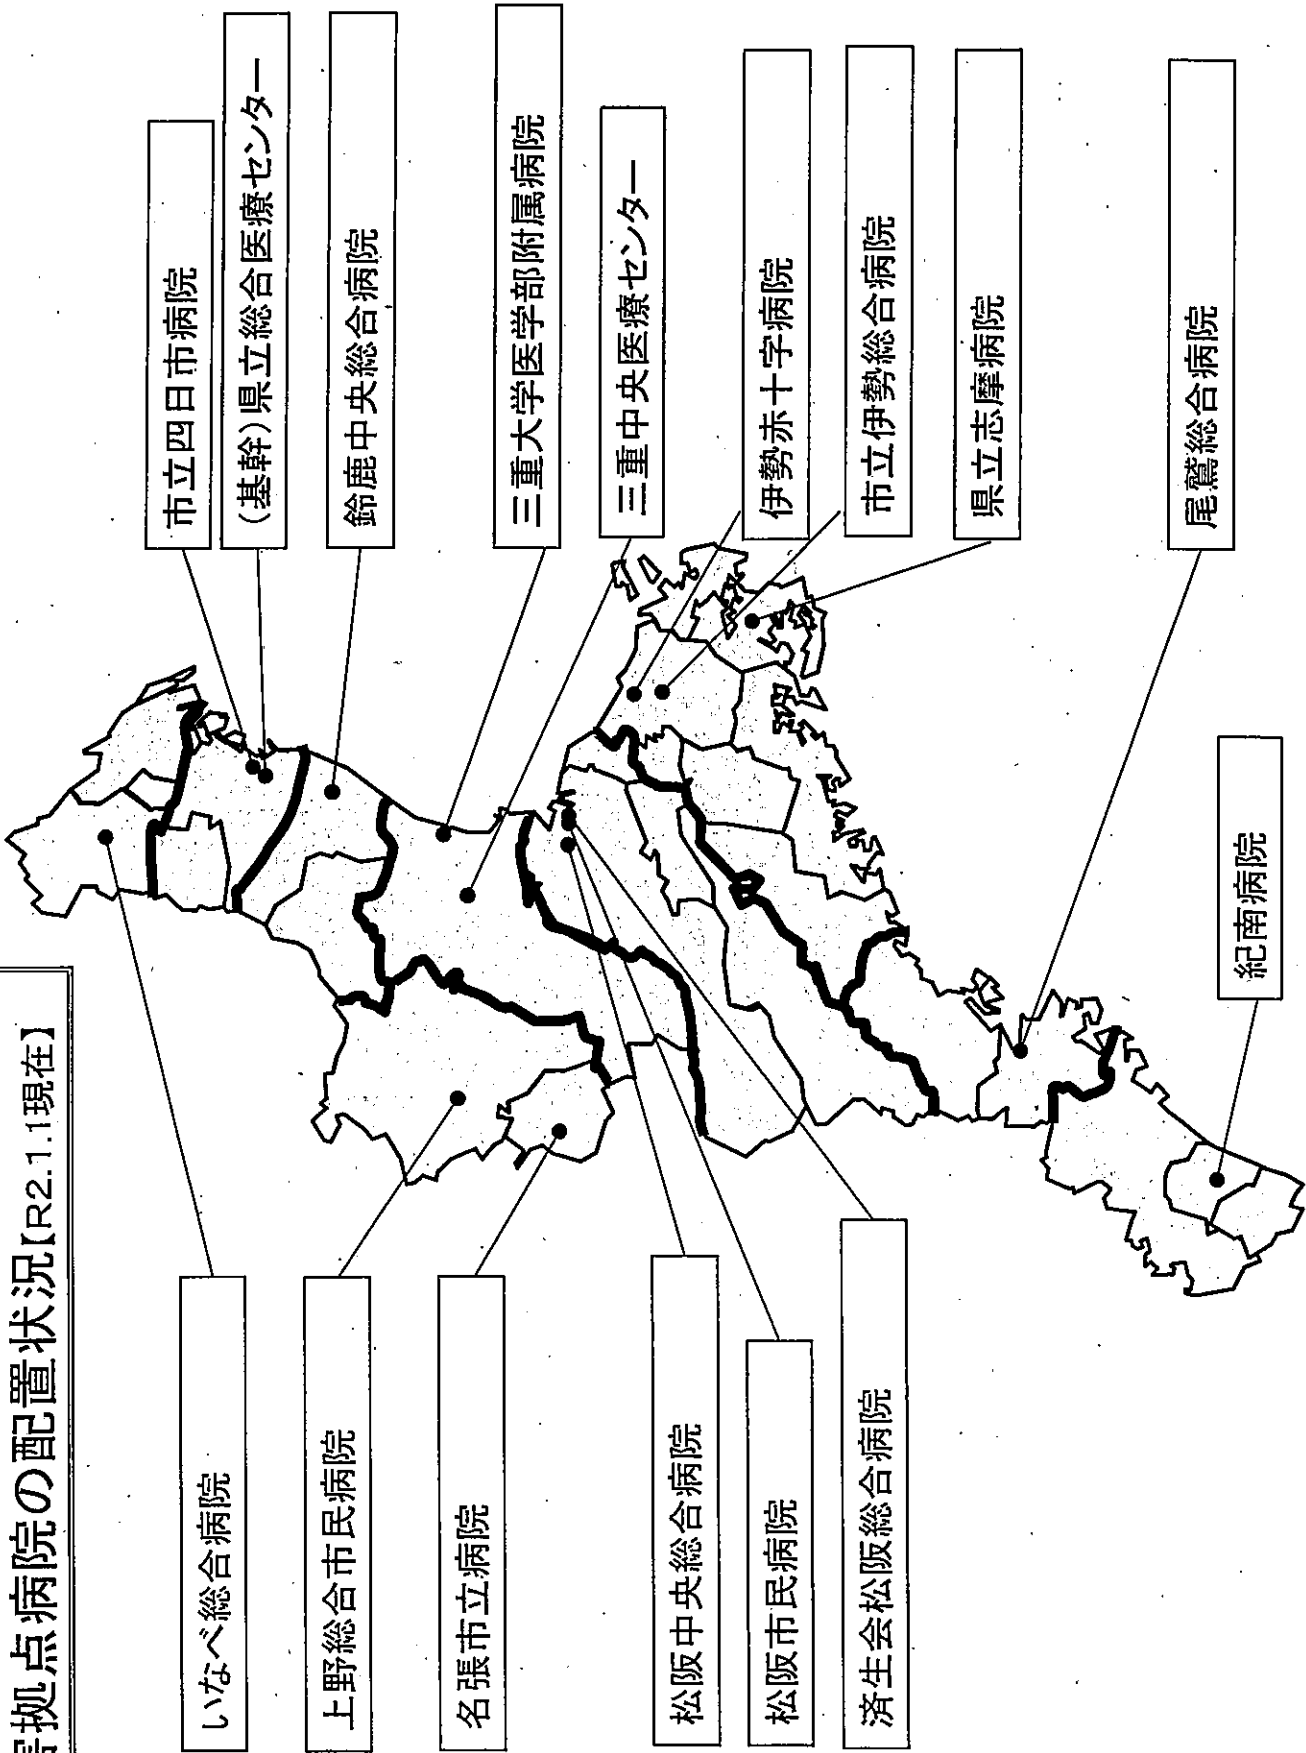 拠点病院の配置状況【R2.1.1現在】
市立四日市病院
(基幹)県立総合医療センター
鈴鹿中央総合病院
三重大学医学部附属病院
三重中央医療センター
伊勢赤十字病院
市立伊勢総合病院
県立志摩病院
尾鷲総合病院
紀南病院
いなべ総合病院
上野総合市民病院
名張市立病院
松阪中央総合病院
松阪市民病院
済生会松阪総合病院